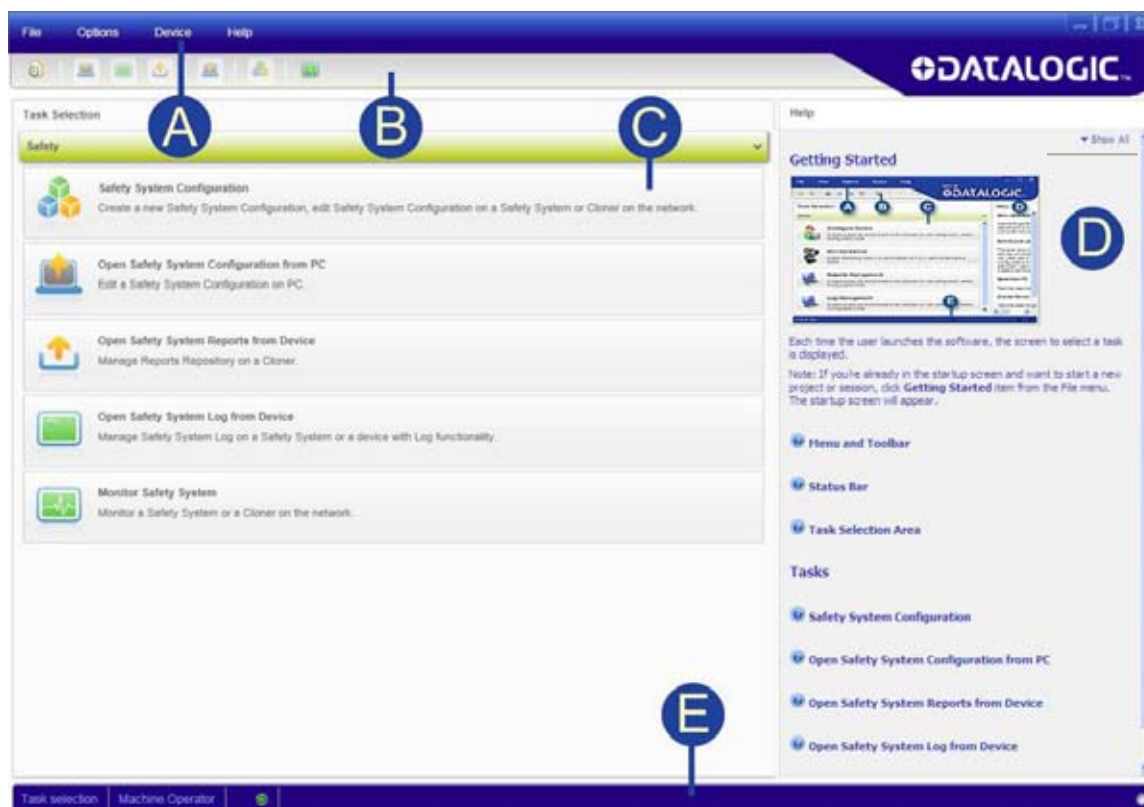 File Options Device Help
DATALOGIC™
A
B
C
Task Selection
Safety
Safety System Configuration
Create a new Safety System Configuration, edit Safety System Configuration on a Safety System or Cloner on the network.
Open Safety System Configuration from PC
Edit a Safety System Configuration on PC.
Open Safety System Reports from Device
Manage Reports Repository on a Cloner.
Open Safety System Log from Device
Manage Safety System Log on a Safety System or a device with Log functionality.
Monitor Safety System
Monitor a Safety System or a Cloner on the network.
Help
Show All
Getting Started
DATALOGIC
A
B
C
D
E
D
Each time the user launches the software, the screen to select a task
is displayed.
Note: If you're already in the startup screen and want to start a new
project or session, click Getting Started item from the File menu.
The startup screen will appear.
Menu and Toolbar
Status Bar
Task Selection Area
Tasks
Safety System Configuration
Open Safety System Configuration from PC
Open Safety System Reports from Device
Open Safety System Log from Device
E
Task selection Machine Operator